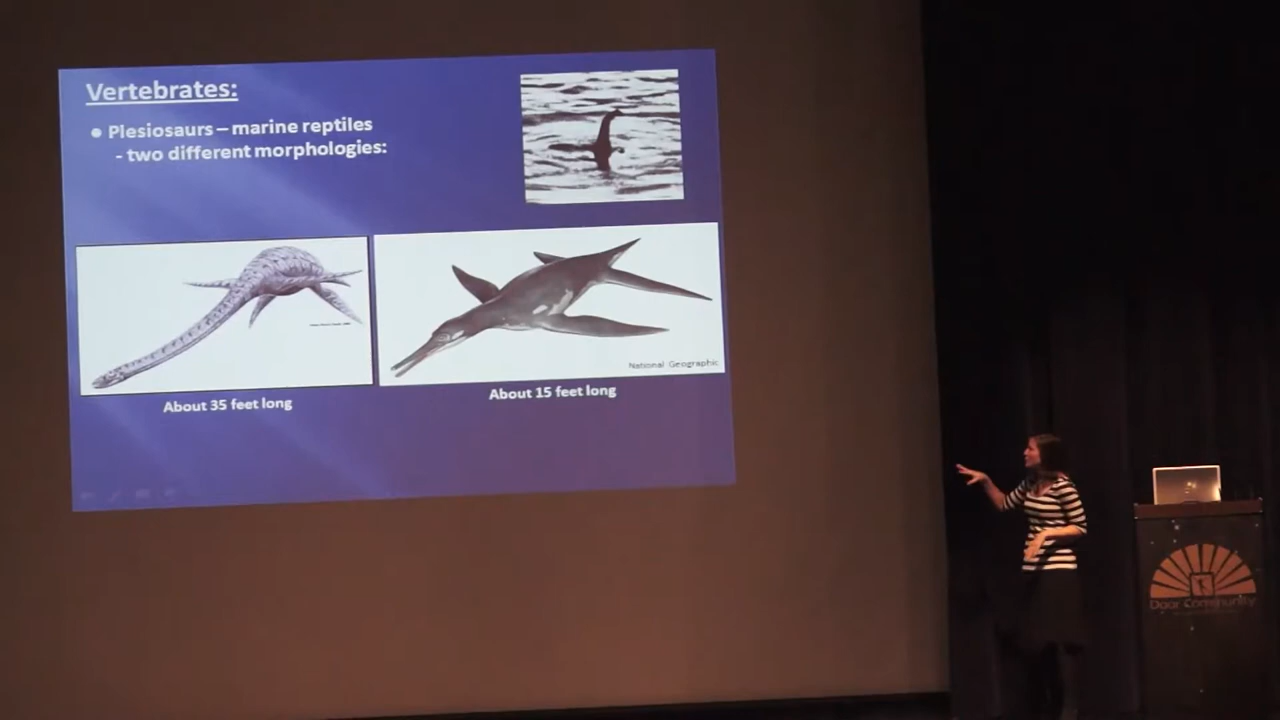 Vertebrates:
● Plesiosaurs – marine reptiles
- two different morphologies:
National Geographic
About 35 feet long
About 15 feet long
Door Community